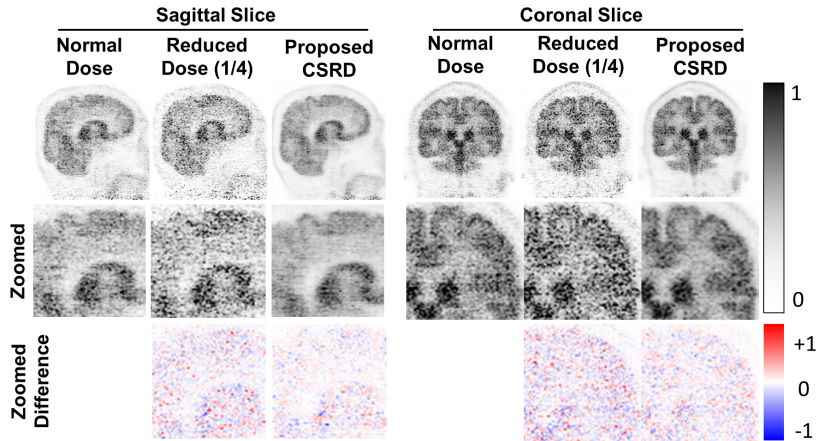 Sagittal Slice
Coronal Slice
Normal
Dose
Reduced
Dose (1/4)
Proposed
CSRD
Normal
Dose
Reduced
Dose (1/4)
Proposed
CSRD
1
0
Zoomed
Zoomed
Difference
+1
0
-1